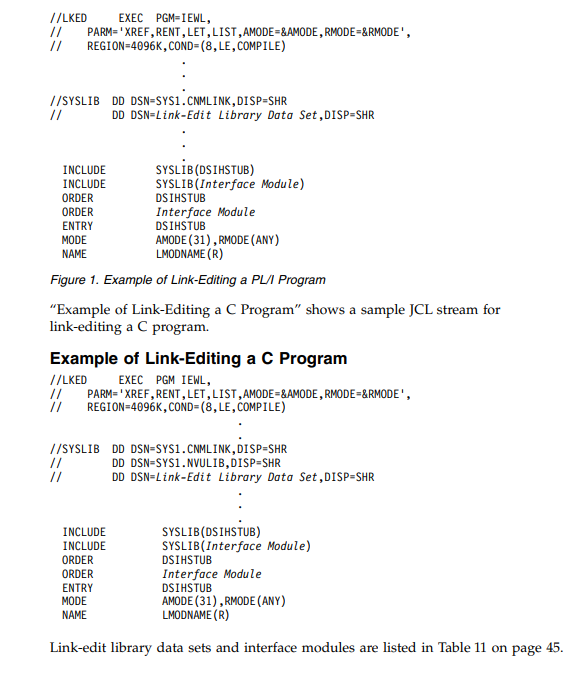 //LKED     EXEC  PGM=IEWL,
//    PARM='XREF,RENT,LET,LIST,AMODE=&AMODE,RMODE=&RMODE',
//    REGION=4096K,COND=(8,LE,COMPILE)
.
.
.
//SYSLIB  DD DSN=SYS1.CNMLINK,DISP=SHR
//        DD DSN=Link-Edit Library Data Set,DISP=SHR
.
.
.
INCLUDE        SYSLIB(DSIHSTUB)
INCLUDE        SYSLIB(Interface Module)
ORDER          DSIHSTUB
ORDER          Interface Module
ENTRY          DSIHSTUB
MODE           AMODE(31),RMODE(ANY)
NAME           LMODNAME(R)
Figure 1. Example of Link-Editing a PL/I Program
“Example of Link-Editing a C Program” shows a sample JCL stream for
link-editing a C program.
Example of Link-Editing a C Program
//LKED     EXEC  PGM IEWL,
//    PARM='XREF,RENT,LET,LIST,AMODE=&AMODE,RMODE=&RMODE',
//    REGION=4096K,COND=(8,LE,COMPILE)
.
.
//SYSLIB  DD DSN=SYS1.CNMLINK,DISP=SHR
//        DD DSN=SYS1.NVULIB,DISP=SHR
//        DD DSN=Link-Edit Library Data Set,DISP=SHR
.
.
.
INCLUDE         SYSLIB(DSIHSTUB)
INCLUDE         SYSLIB(Interface Module)
ORDER           DSIHSTUB
ORDER           Interface Module
ENTRY           DSIHSTUB
MODE            AMODE(31),RMODE(ANY)
NAME            LMODNAME(R)
Link-edit library data sets and interface modules are listed in Table 11 on page 45.